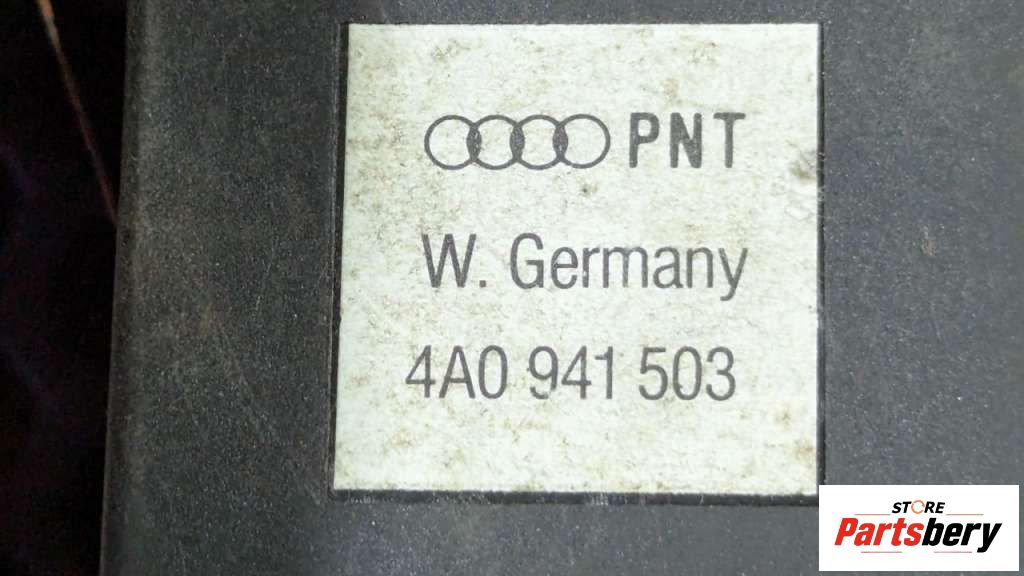 PNT
W. Germany
4A0 941 503
STORE
Partsbery